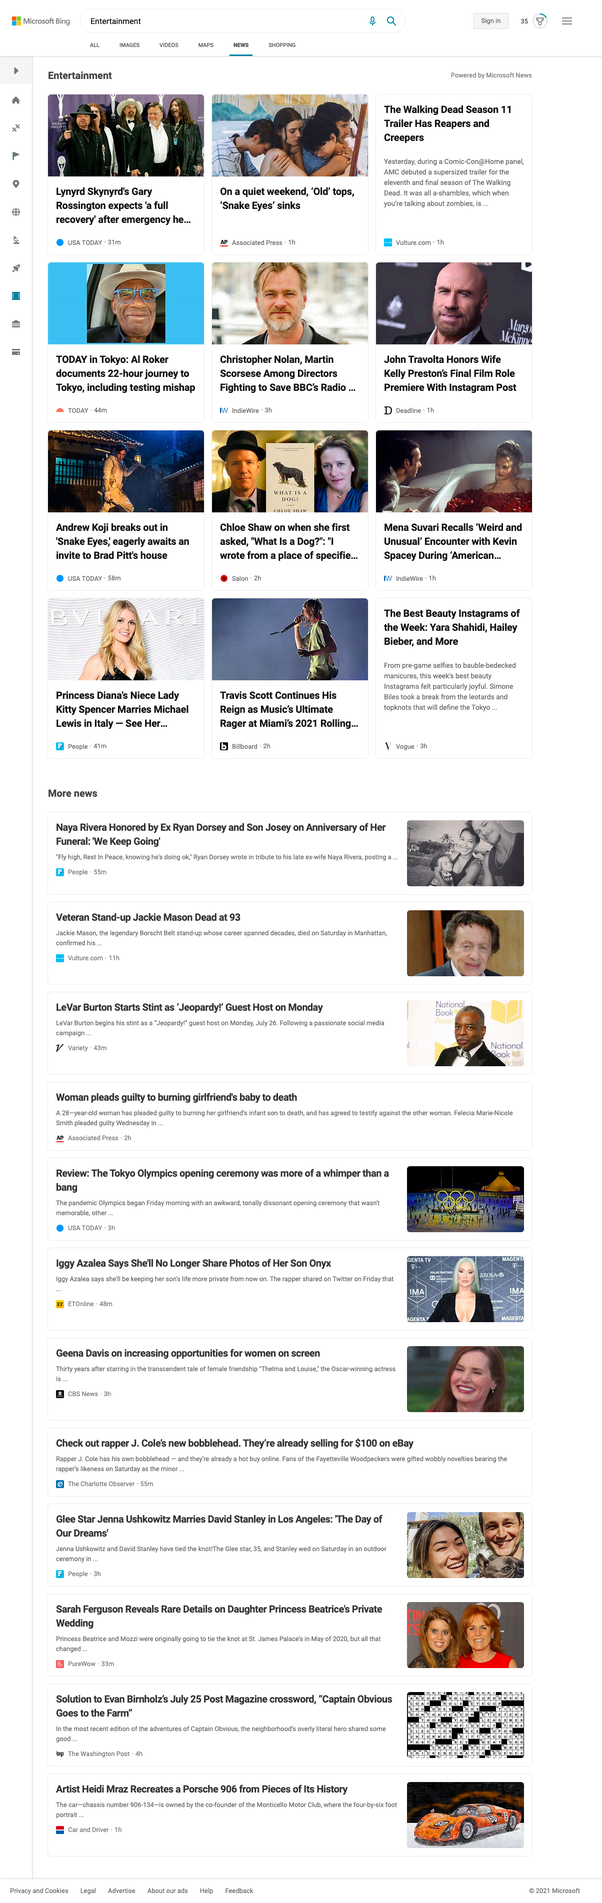 Microsoft Bing
Entertainment
Sign in
35
ALL IMAGES VIDEOS MAPS NEWS SHOPPING
Entertainment
Powered by Microsoft News
Lynyrd Skynyrd's Gary
Rossington expects 'a full
recovery' after emergency he...
USA TODAY · 31m
On a quiet weekend, ‘Old’ tops,
‘Snake Eyes’ sinks
AP Associated Press · 1h
The Walking Dead Season 11
Trailer Has Reapers and
Creepers
Yesterday, during a Comic-Con@Home panel,
AMC debuted a supersized trailer for the
eleventh and final season of The Walking
Dead. It was all a-shambles, which when
you're talking about zombies, is ...
Vulture.com · 1h
TODAY in Tokyo: Al Roker
documents 22-hour journey to
Tokyo, including testing mishap
TODAY · 44m
Christopher Nolan, Martin
Scorsese Among Directors
Fighting to Save BBC's Radio ...
IW IndieWire · 3h
John Travolta Honors Wife
Kelly Preston's Final Film Role
Premiere With Instagram Post
Deadline · 1h
Andrew Koji breaks out in
'Snake Eyes,' eagerly awaits an
invite to Brad Pitt's house
USA TODAY · 58m
WHAT IS A
DOG?
CHLOE SHAW
Chloe Shaw on when she first
asked, "What Is a Dog?": "I
wrote from a place of specifie...
Salon · 2h
Mena Suvari Recalls ‘Weird and
Unusual’ Encounter with Kevin
Spacey During ‘American...
IW IndieWire · 1h
BVLGARI
Princess Diana's Niece Lady
Kitty Spencer Marries Michael
Lewis in Italy — See Her...
People · 41m
Travis Scott Continues His
Reign as Music's Ultimate
Rager at Miami's 2021 Rolling...
Billboard · 2h
The Best Beauty Instagrams of
the Week: Yara Shahidi, Hailey
Bieber, and More
From pre-game selfies to bauble-bedecked
manicures, this week's best beauty
Instagrams felt particularly joyful. Simone
Biles took a break from the leotards and
topknots that will define the Tokyo ...
Vogue · 3h
More news
Naya Rivera Honored by Ex Ryan Dorsey and Son Josey on Anniversary of Her
Funeral: 'We Keep Going'
"Fly high, Rest In Peace, knowing he's doing ok," Ryan Dorsey wrote in tribute to his late ex-wife Naya Rivera, posting a ...
People · 55m
Veteran Stand-up Jackie Mason Dead at 93
Jackie Mason, the legendary Borscht Belt stand-up whose career spanned decades, died on Saturday in Manhattan,
confirmed his ...
Vulture.com · 11h
LeVar Burton Starts Stint as ‘Jeopardy!’ Guest Host on Monday
LeVar Burton begins his stint as a “Jeopardy!” guest host on Monday, July 26. Following a passionate social media
campaign ...
Variety · 43m
National
Book
National
Book
Woman pleads guilty to burning girlfriend's baby to death
A 28—year-old woman has pleaded guilty to burning her girlfriend's infant son to death, and has agreed to testify against the other woman. Felecia Marie-Nicole
Smith pleaded guilty Wednesday in ...
AP Associated Press · 2h
Review: The Tokyo Olympics opening ceremony was more of a whimper than a
bang
The pandemic Olympics began Friday morning with an awkward, tonally dissonant opening ceremony that wasn't
memorable, other ...
USA TODAY · 3h
Iggy Azalea Says She'll No Longer Share Photos of Her Son Onyx
Iggy Azalea says she'll be keeping her son's life more private from now on. The rapper shared on Twitter on Friday that
...
ET ETOnline · 48m
Geena Davis on increasing opportunities for women on screen
Thirty years after starring in the transcendent tale of female friendship "Thelma and Louise," the Oscar-winning actress
is ...
CBS News · 3h
Check out rapper J. Cole's new bobblehead. They're already selling for $100 on eBay
Rapper J. Cole has his own bobblehead — and they're already a hot buy online. Fans of the Fayetteville Woodpeckers were gifted wobbly novelties bearing the
rapper's likeness on Saturday as the minor ...
The Charlotte Observer · 55m
Glee Star Jenna Ushkowitz Marries David Stanley in Los Angeles: 'The Day of
Our Dreams'
Jenna Ushkowitz and David Stanley have tied the knot!The Glee star, 35, and Stanley wed on Saturday in an outdoor
ceremony in ...
People · 3h
Sarah Ferguson Reveals Rare Details on Daughter Princess Beatrice's Private
Wedding
Princess Beatrice and Mozzi were originally going to tie the knot at St. James Palace's in May of 2020, but all that
changed ...
PureWow · 33m
Solution to Evan Birnholz's July 25 Post Magazine crossword, “Captain Obvious
Goes to the Farm”
In the most recent edition of the adventures of Captain Obvious, the neighborhood's overly literal hero shared some
good ...
wp The Washington Post · 4h
Artist Heidi Mraz Recreates a Porsche 906 from Pieces of Its History
The car—chassis number 906-134—is owned by the co-founder of the Monticello Motor Club, where the four-by-six foot
portrait ...
Car and Driver · 1h
Privacy and Cookies Legal Advertise About our ads Help Feedback
© 2021 Microsoft